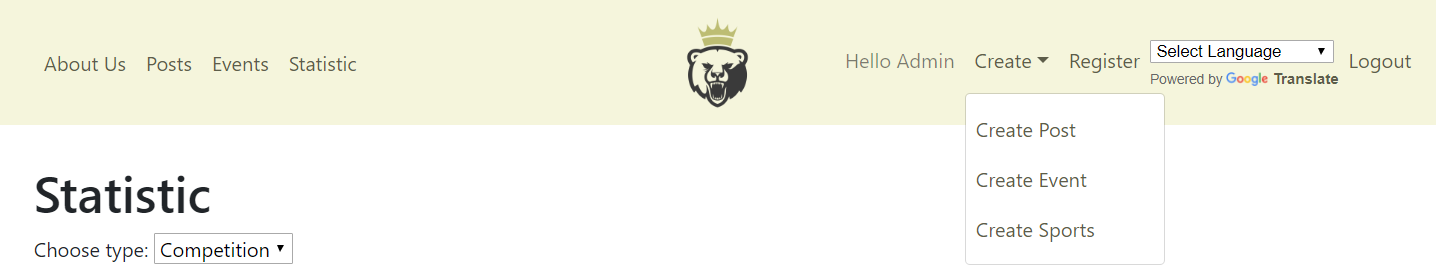 About Us Posts Events Statistic Hello Admin Create Register Select Language Logout
Powered by Google Translate
Create Post
Create Event
Create Sports
Statistic
Choose type: Competition